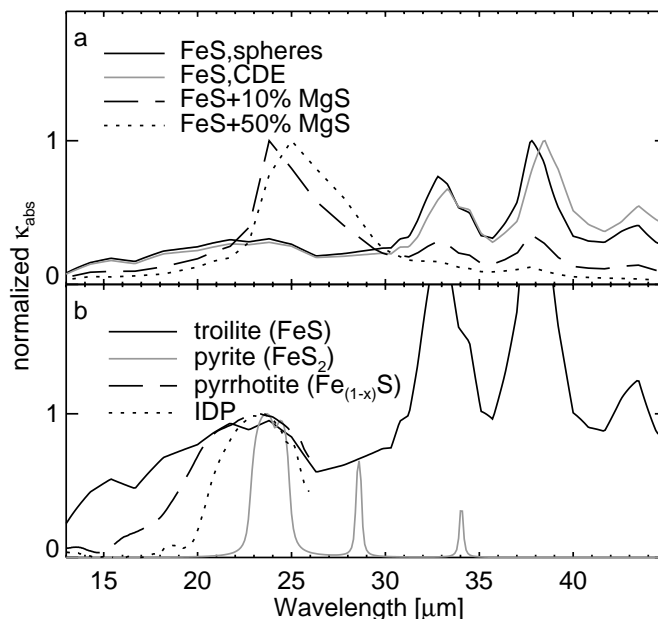 a
FeS,spheres
FeS,CDE
FeS+10% MgS
FeS+50% MgS
1
0
normalized κabs
b
troilite (FeS)
pyrite (FeS2)
pyrrhotite (Fe(1-x)S)
IDP
1
0
15 20 25 30 35 40
Wavelength [μm]